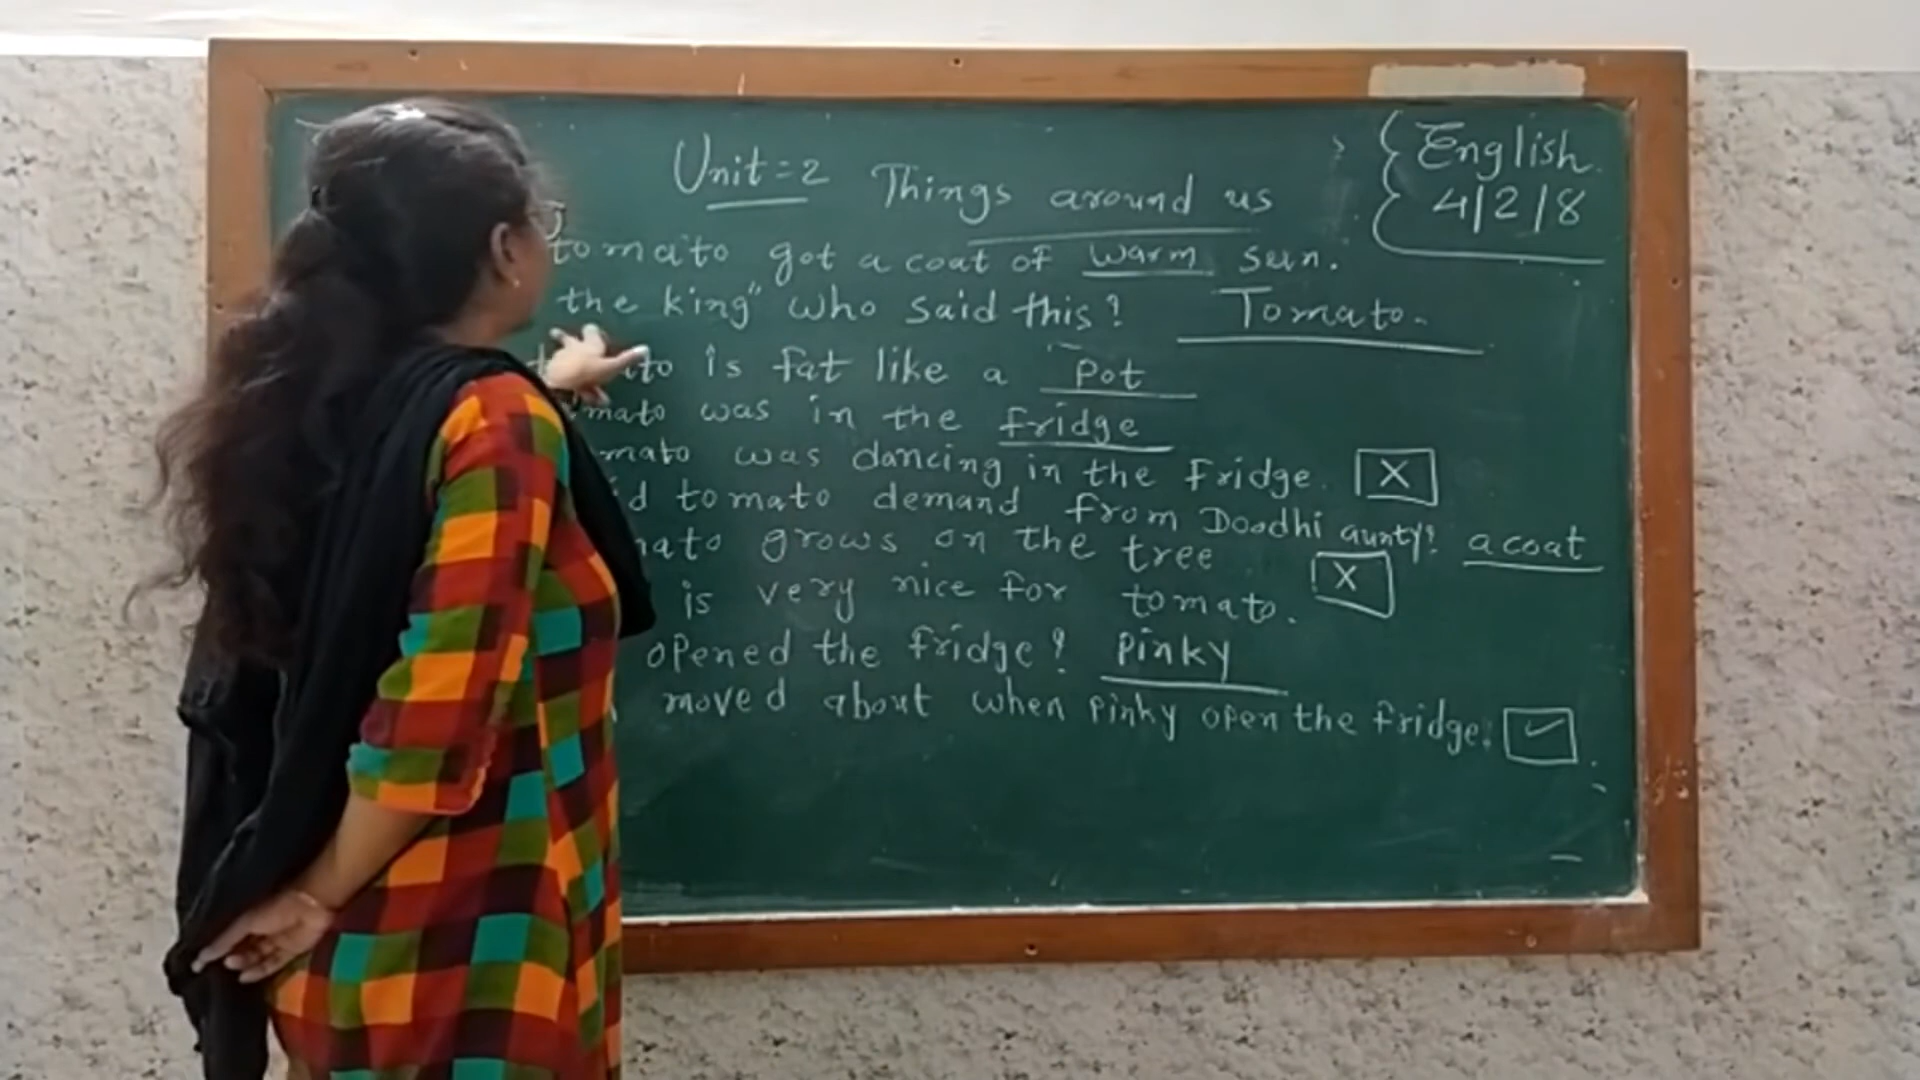 Unit=2 Things around us
English.
4/2/8
tomato got a coat of warm sun.
the king" who said this? Tomato.
is fat like a Pot
was in the fridge
was dancing in the fridge. X
tomato demand from Doodhi aunty? a coat
grows on the tree X
is very nice for tomato.
opened the fridge? Pinky
moved about when Pinky open the fridge. ✓